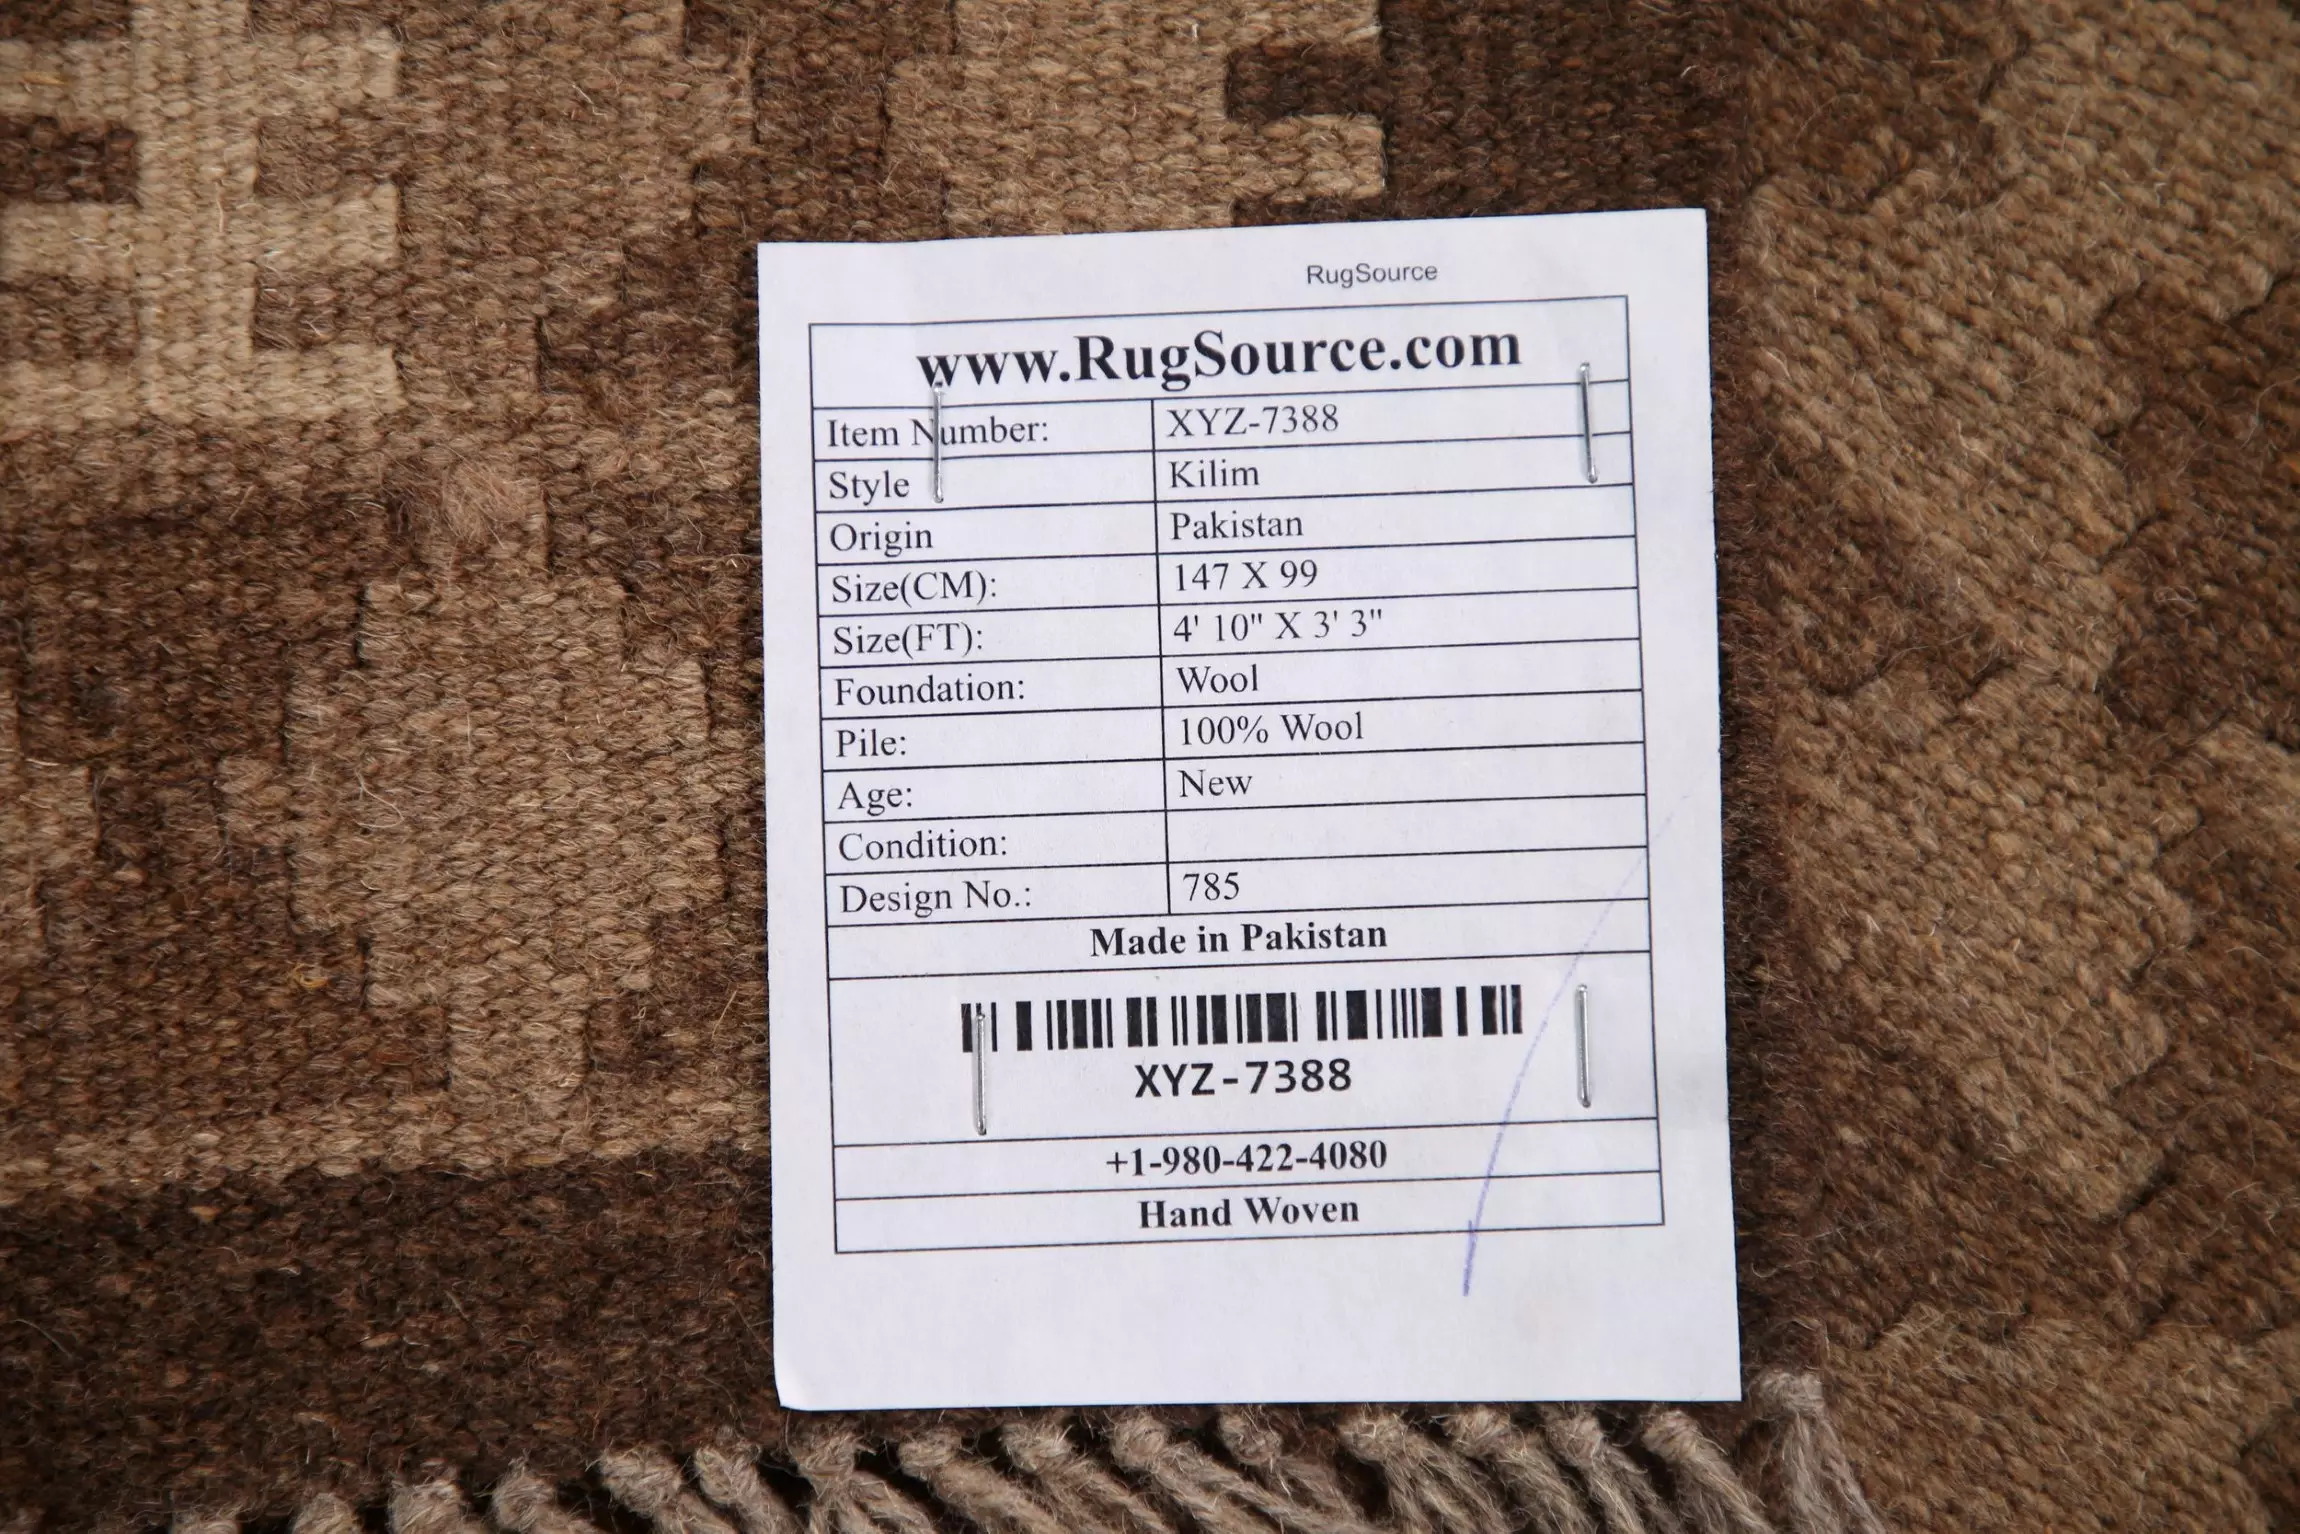 RugSource
www.RugSource.com
Item Number: XYZ-7388
Style Kilim
Origin Pakistan
Size(CM): 147 X 99
Size(FT): 4' 10" X 3' 3"
Foundation: Wool
Pile: 100% Wool
Age: New
Condition:
Design No.: 785
Made in Pakistan
XYZ-7388
+1-980-422-4080
Hand Woven